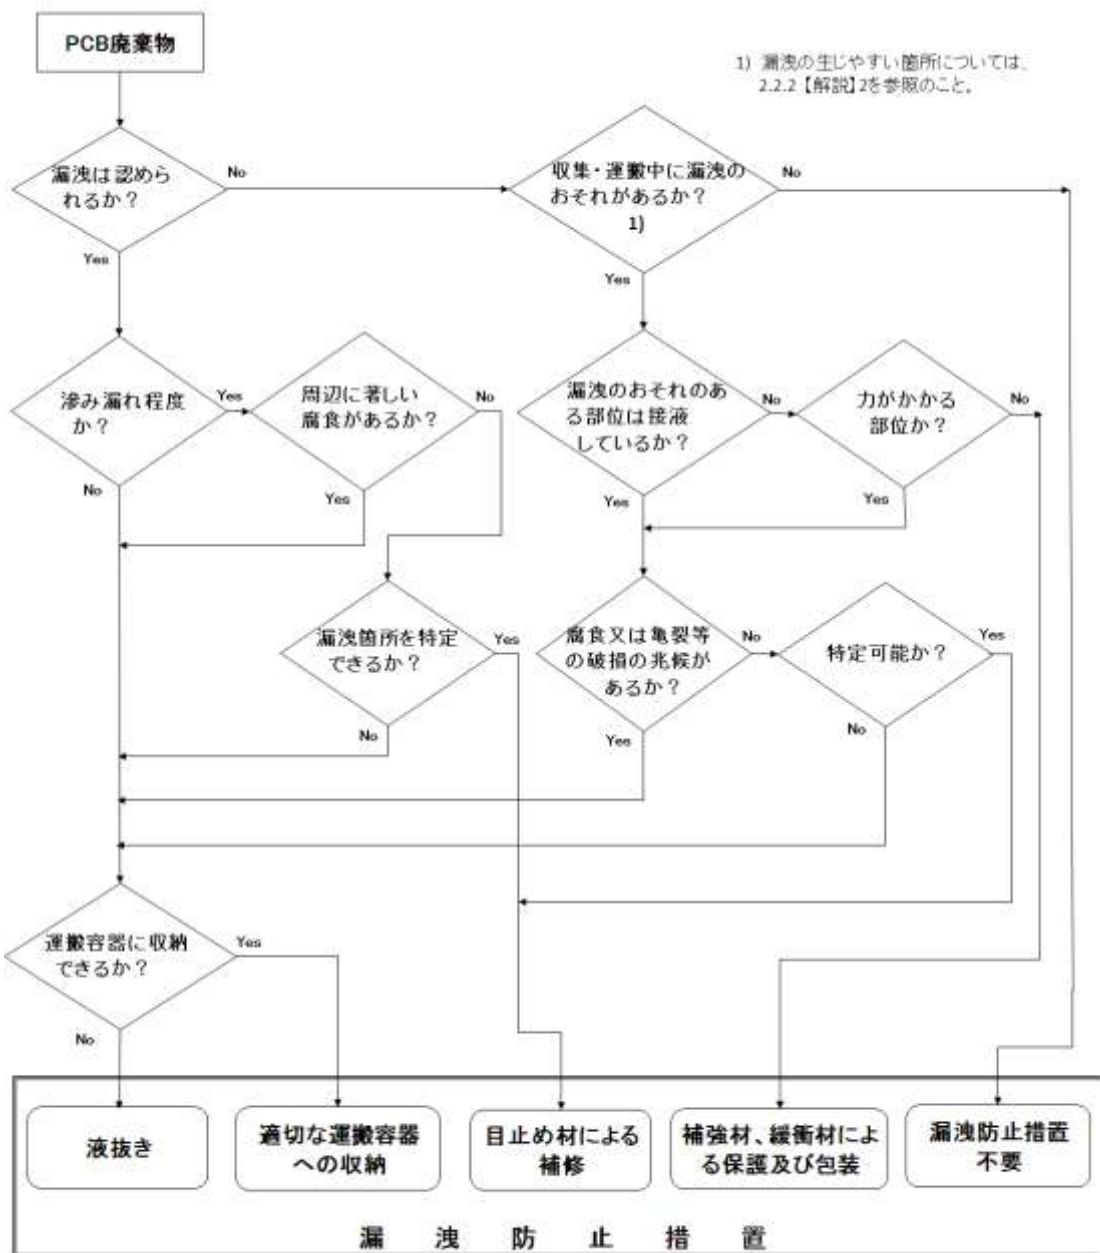 PCB廃棄物
1) 漏洩の生じやすい箇所については、
2.2.2【解説】2を参照のこと。
漏洩は認めら
れるか？
No
Yes
収集・運搬中に漏洩の
おそれがあるか？
1)
No
Yes
滲み漏れ程度
か？
Yes
No
周辺に著しい
腐食があるか？
No
Yes
漏洩のおそれのあ
る部位は接液
しているか？
No
Yes
力がかかる
部位か？
No
Yes
漏洩箇所を特定
できるか？
Yes
No
腐食又は亀裂等
の破損の兆候が
あるか？
No
Yes
特定可能か？
Yes
No
運搬容器に収納
できるか？
Yes
No
液抜き
適切な運搬容器
への収納
目止め材による
補修
補強材、緩衝材によ
る保護及び包装
漏洩防止措置
不要
漏洩防止措置